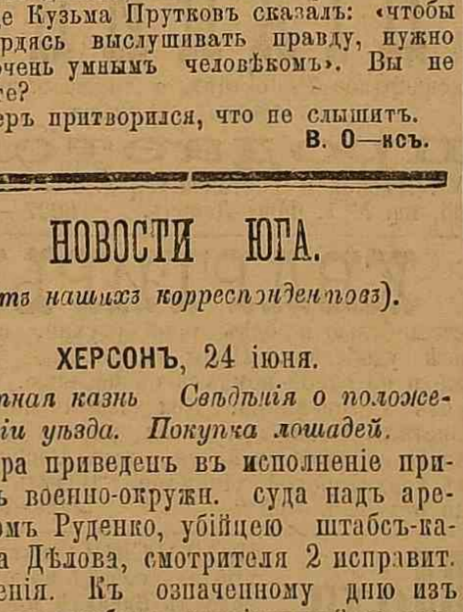 е Кузьма Прутковъ сказалъ: «чтобы
рдясь выслушивать правду, нужно
очень умнымъ человѣкомъ». Вы не
те?
еръ притворился, что не слышит.
В. О—ксъ.
НОВОСТИ ЮГА.
тъ нашихъ корреспондентовъ).
ХЕРСОНЪ, 24 іюня.
тная казнь Свѣдѣнія о положе-
іи уѣзда. Покупка лошадей.
ра приведенъ въ исполненіе при-
ъ военно-окружн. суда надъ аре-
омъ Руденко, убійцею штабсъ-ка-
а Дѣлова, смотрителя 2 исправит.
енія. Къ означенному дню изъ